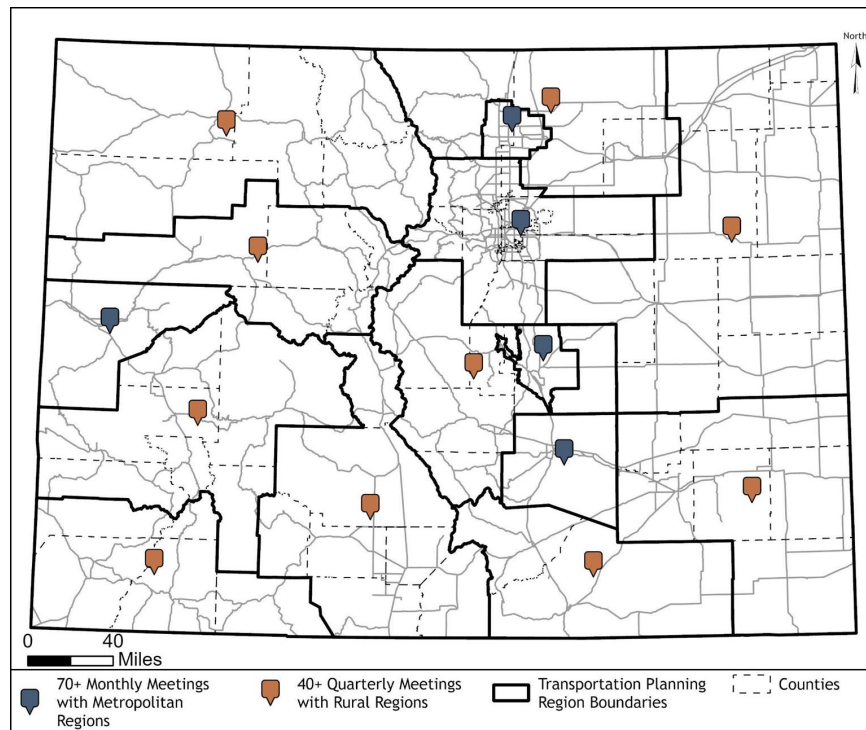 North
0 40
Miles
70+ Monthly Meetings
with Metropolitan
Regions
40+ Quarterly Meetings
with Rural Regions
Transportation Planning
Region Boundaries
Counties